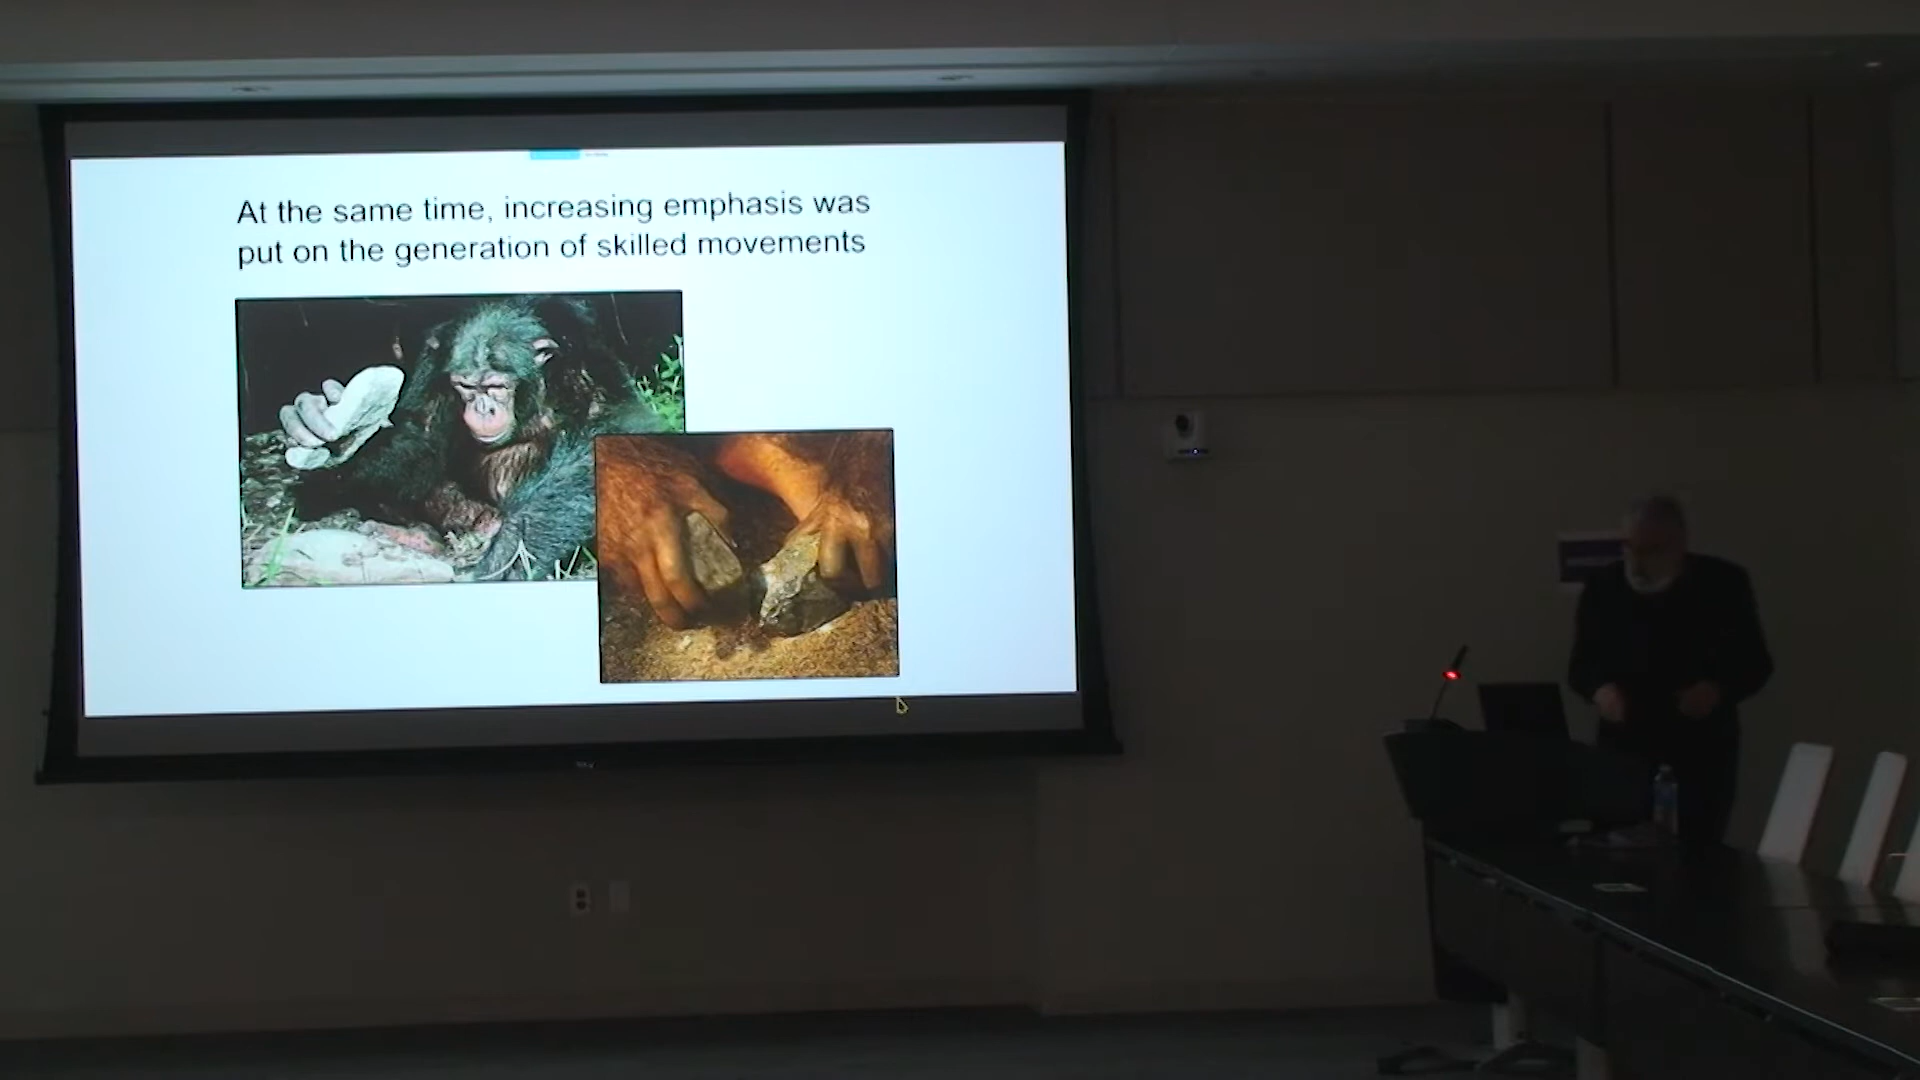 At the same time, increasing emphasis was
put on the generation of skilled movements